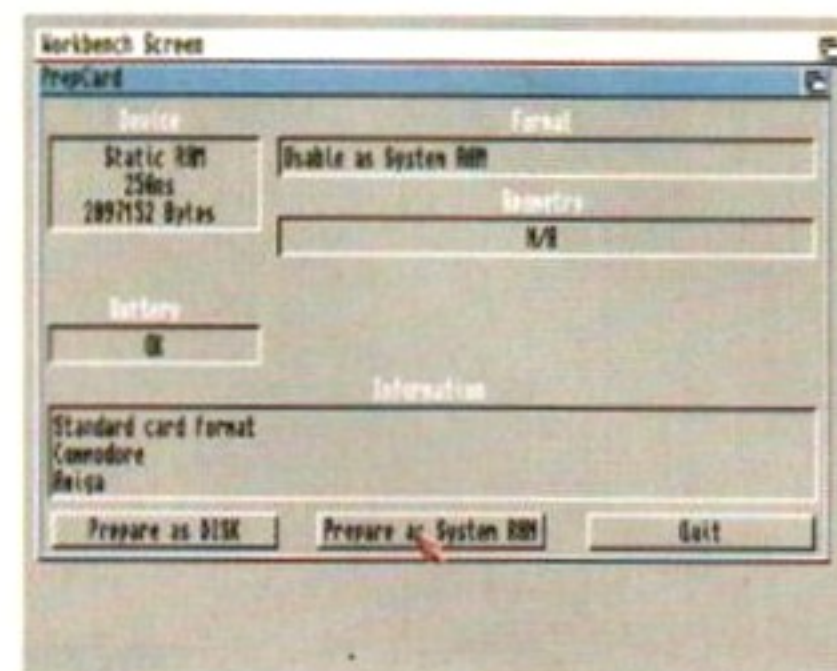 Workbench Screen
PrepCard
Device
Format
Static RAM
250ns
2097152 Bytes
Usable as System RAM
Geometry
N/A
Battery
OK
Information
Standard card format
Commodore
Amiga
Prepare as DISK
Prepare as System RAM
Quit